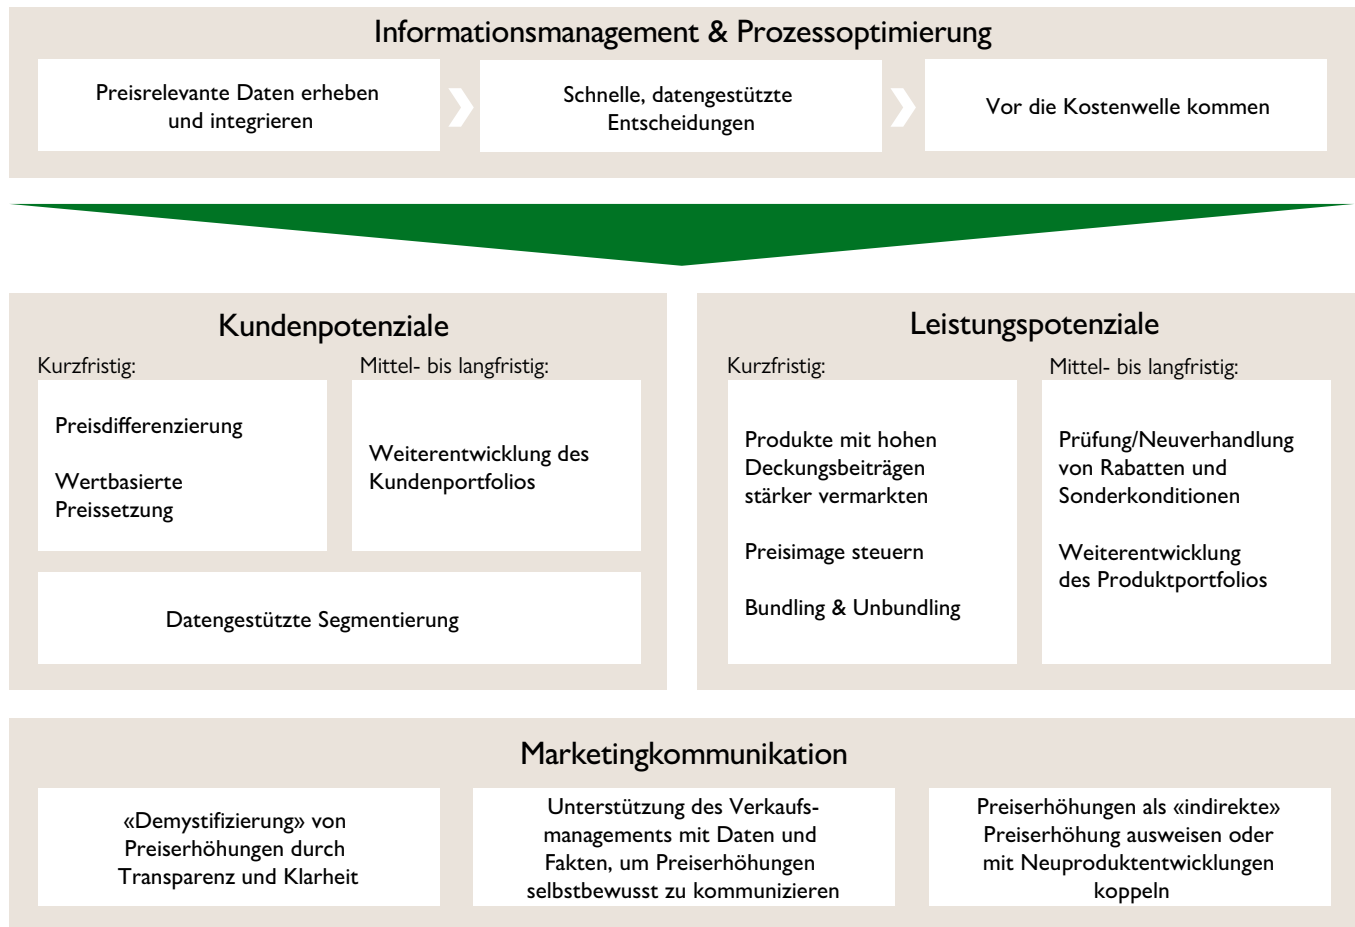 Informationsmanagement & Prozessoptimierung
Preisrelevante Daten erheben
und integrieren
Schnelle, datengestützte
Entscheidungen
Vor die Kostenwelle kommen
Kundenpotenziale
Kurzfristig:
Preisdifferenzierung
Wertbasierte
Preissetzung
Mittel- bis langfristig:
Weiterentwicklung des
Kundenportfolios
Datengestützte Segmentierung
Leistungspotenziale
Kurzfristig:
Produkte mit hohen
Deckungsbeiträgen
stärker vermarkten
Preisimage steuern
Bundling & Unbundling
Mittel- bis langfristig:
Prüfung/Neuverhandlung
von Rabatten und
Sonderkonditionen
Weiterentwicklung
des Produktportfolios
Marketingkommunikation
«Demystifizierung» von
Preiserhöhungen durch
Transparenz und Klarheit
Unterstützung des Verkaufs-
managements mit Daten und
Fakten, um Preiserhöhungen
selbstbewusst zu kommunizieren
Preiserhöhungen als «indirekte»
Preiserhöhung ausweisen oder
mit Neuproduktentwicklungen
koppeln